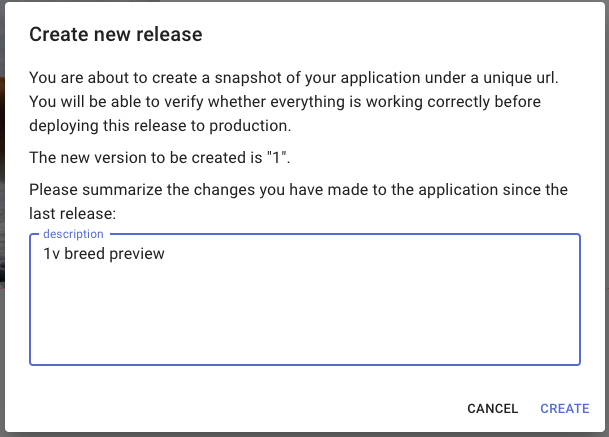 Create new release
You are about to create a snapshot of your application under a unique url.
You will be able to verify whether everything is working correctly before
deploying this release to production.
The new version to be created is "1".
Please summarize the changes you have made to the application since the
last release:
description
1v breed preview
CANCEL CREATE